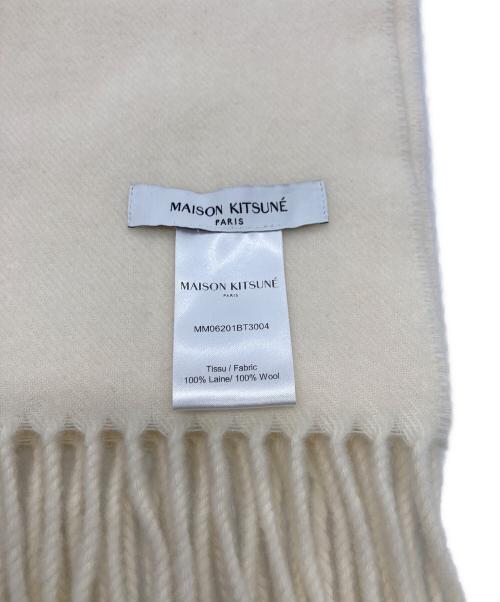 MAISON KITSUNÉ
PARIS
MAISON KITSUNÉ
PARIS
MM06201BT3004
Tissu / Fabric
100% Laine/ 100% Wool